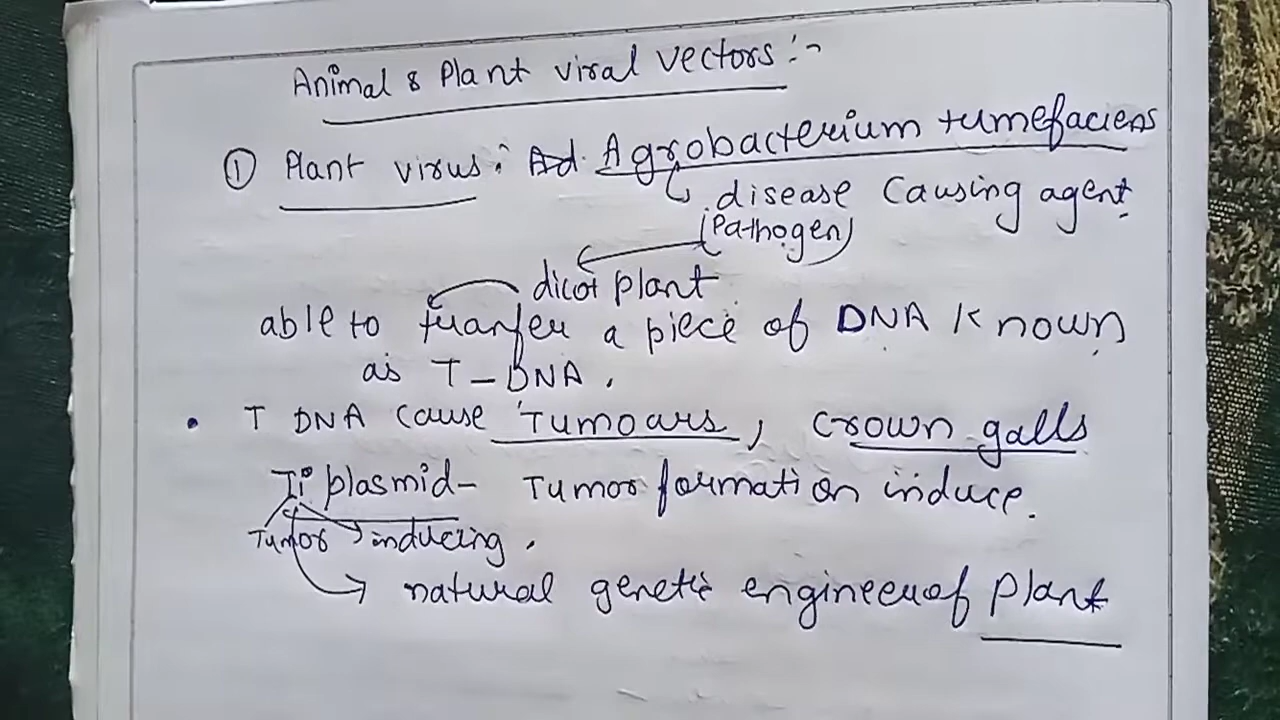 Animal & Plant viral vectors :-
① Plant virus : Ad. Agrobacterium tumefaciens
disease causing agent.
(Pathogen)
dicot plant
able to tranfer a piece of DNA known
as T-DNA.
• T DNA cause Tumours, crown galls
Ti plasmid - Tumor formation induce.
Tumor inducing.
natural genetic engineer of plant